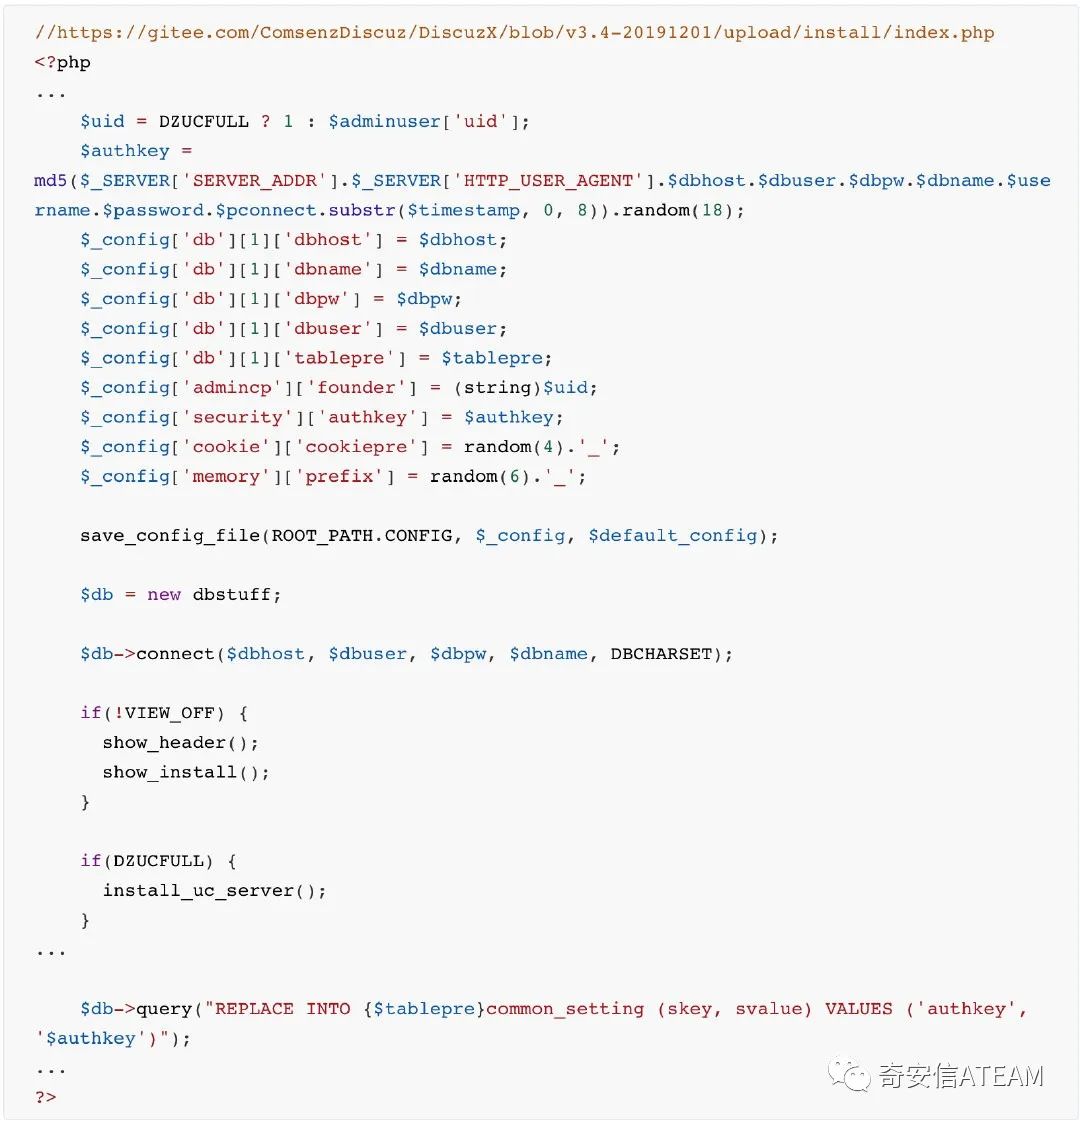 //https://gitee.com/ComsenzDiscuz/DiscuzX/blob/v3.4-20191201/upload/install/index.php
<?php
...
    $uid = DZUCFULL ? 1 : $adminuser['uid'];
    $authkey =
md5($_SERVER['SERVER_ADDR'].$_SERVER['HTTP_USER_AGENT'].$dbhost.$dbuser.$dbpw.$dbname.$use
rname.$password.$pconnect.substr($timestamp, 0, 8)).random(18);
    $_config['db'][1]['dbhost'] = $dbhost;
    $_config['db'][1]['dbname'] = $dbname;
    $_config['db'][1]['dbpw'] = $dbpw;
    $_config['db'][1]['dbuser'] = $dbuser;
    $_config['db'][1]['tablepre'] = $tablepre;
    $_config['admincp']['founder'] = (string)$uid;
    $_config['security']['authkey'] = $authkey;
    $_config['cookie']['cookiepre'] = random(4).'_';
    $_config['memory']['prefix'] = random(6).'_';

    save_config_file(ROOT_PATH.CONFIG, $_config, $default_config);

    $db = new dbstuff;

    $db->connect($dbhost, $dbuser, $dbpw, $dbname, DBCHARSET);

    if(!VIEW_OFF) {
      show_header();
      show_install();
    }

    if(DZUCFULL) {
      install_uc_server();
    }
...

    $db->query("REPLACE INTO {$tablepre}common_setting (skey, svalue) VALUES ('authkey',
'$authkey')");
...
?>
奇安信ATEAM